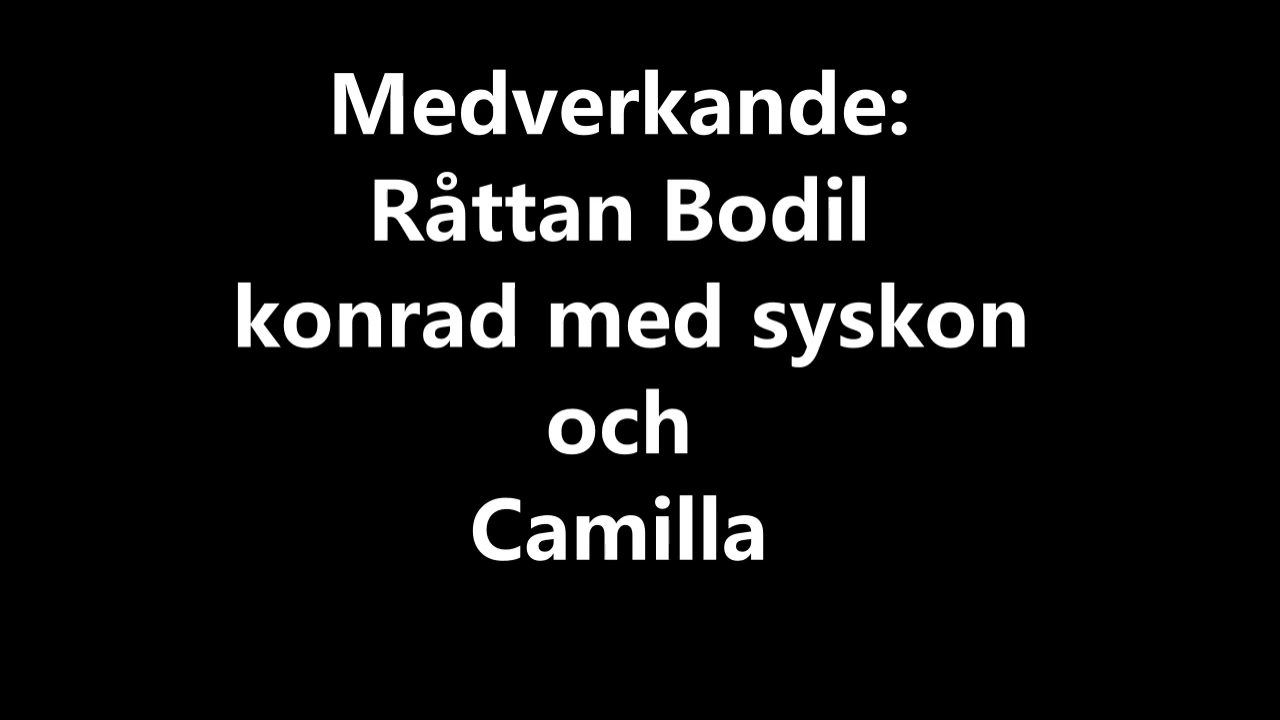 Medverkande:
Råttan Bodil
konrad med syskon
och
Camilla